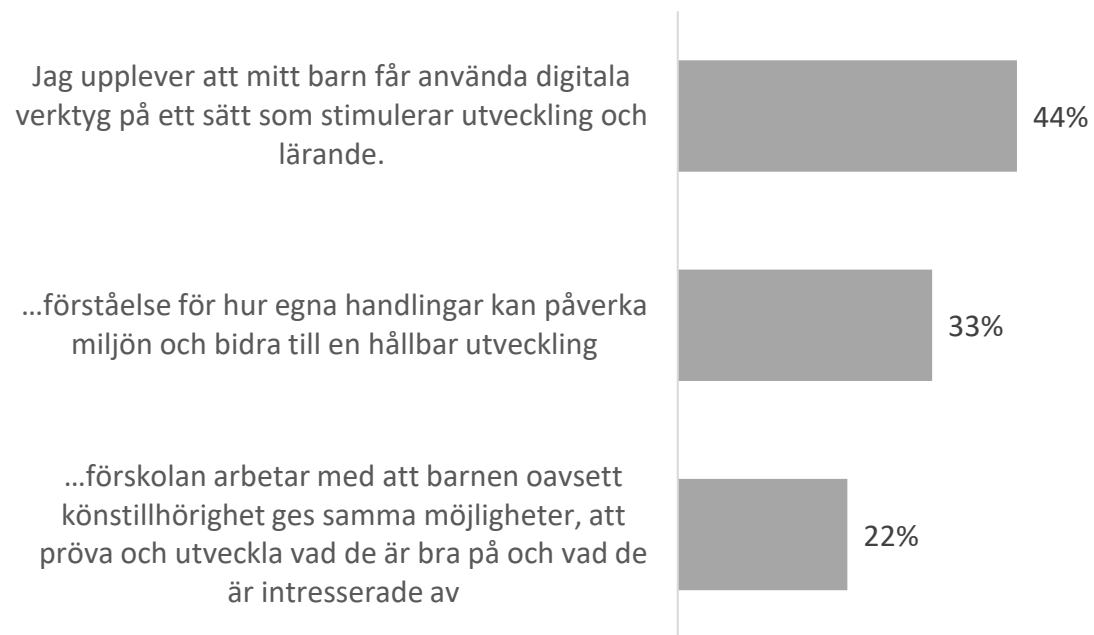 Jag upplever att mitt barn får använda digitala
verktyg på ett sätt som stimulerar utveckling och
lärande.
44%
…förståelse för hur egna handlingar kan påverka
miljön och bidra till en hållbar utveckling
33%
…förskolan arbetar med att barnen oavsett
könstillhörighet ges samma möjligheter, att
pröva och utveckla vad de är bra på och vad de
är intresserade av
22%